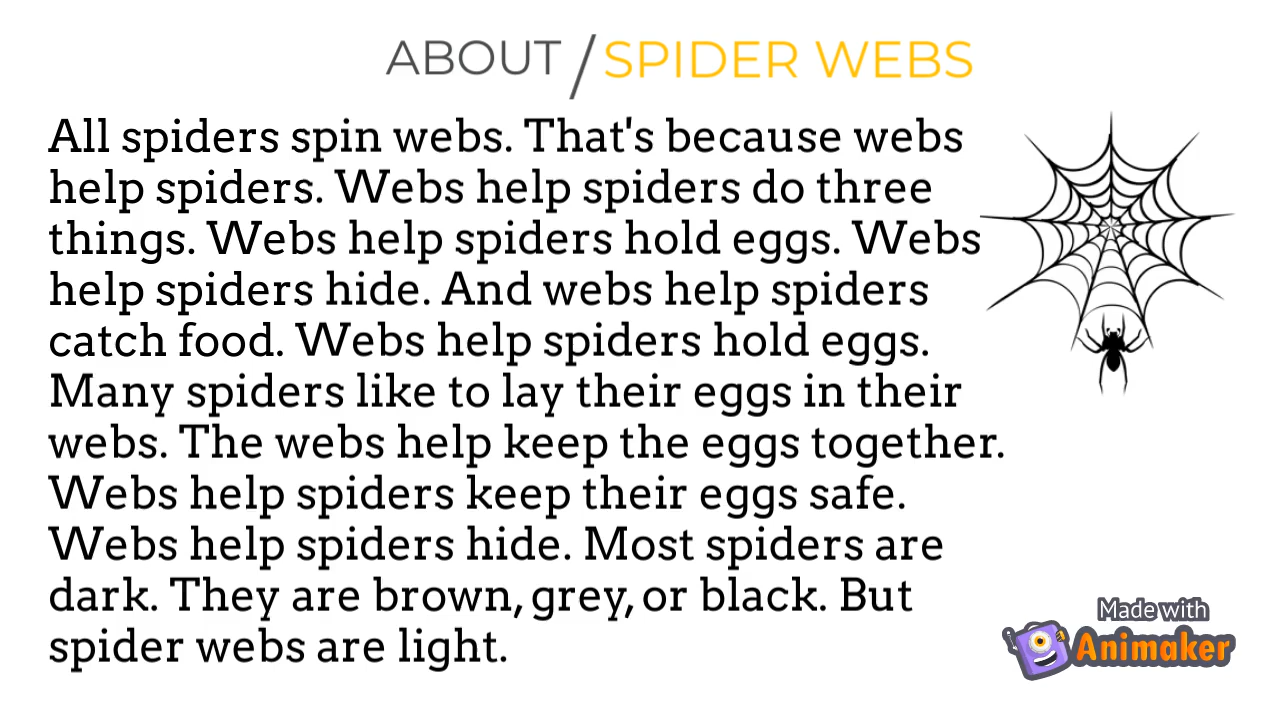 ABOUT/SPIDER WEBS
All spiders spin webs. That's because webs
help spiders. Webs help spiders do three
things. Webs help spiders hold eggs. Webs
help spiders hide. And webs help spiders
catch food. Webs help spiders hold eggs.
Many spiders like to lay their eggs in their
webs. The webs help keep the eggs together.
Webs help spiders keep their eggs safe.
Webs help spiders hide. Most spiders are
dark. They are brown, grey, or black. But
spider webs are light.
Made with
Animaker